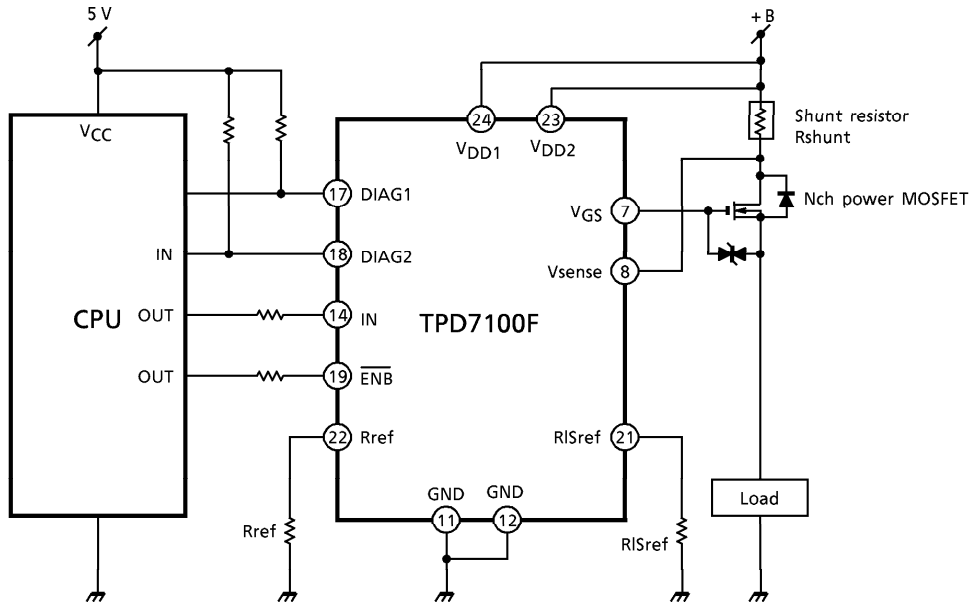 5 V
+ B
VCC
24
23
VDD1
VDD2
Shunt resistor
Rshunt
17 DIAG1
VGS 7
Nch power MOSFET
IN
18 DIAG2
Vsense 8
CPU
OUT
14 IN
TPD7100F
OUT
19 ENB
22 Rref
RlSref 21
GND
GND
Load
11
12
Rref
RlSref